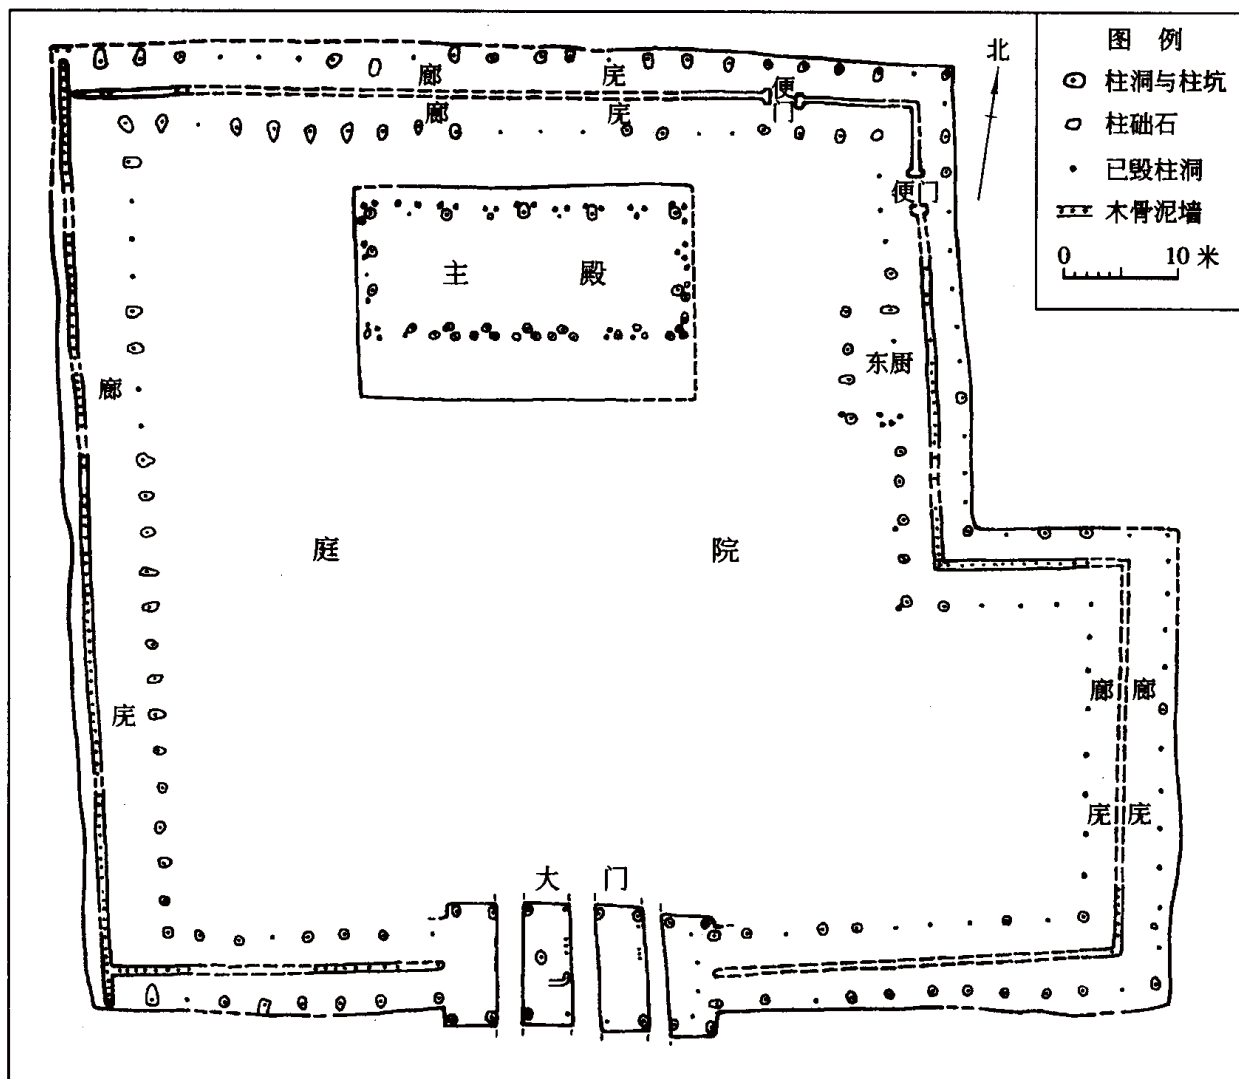 图 例
柱洞与柱坑
柱础石
已毁柱洞
木骨泥墙
0 10 米
北
廊 庑
廊 庑
便门
便门
主 殿
东厨
廊
庑
庭 院
廊 廊
庑 庑
大 门